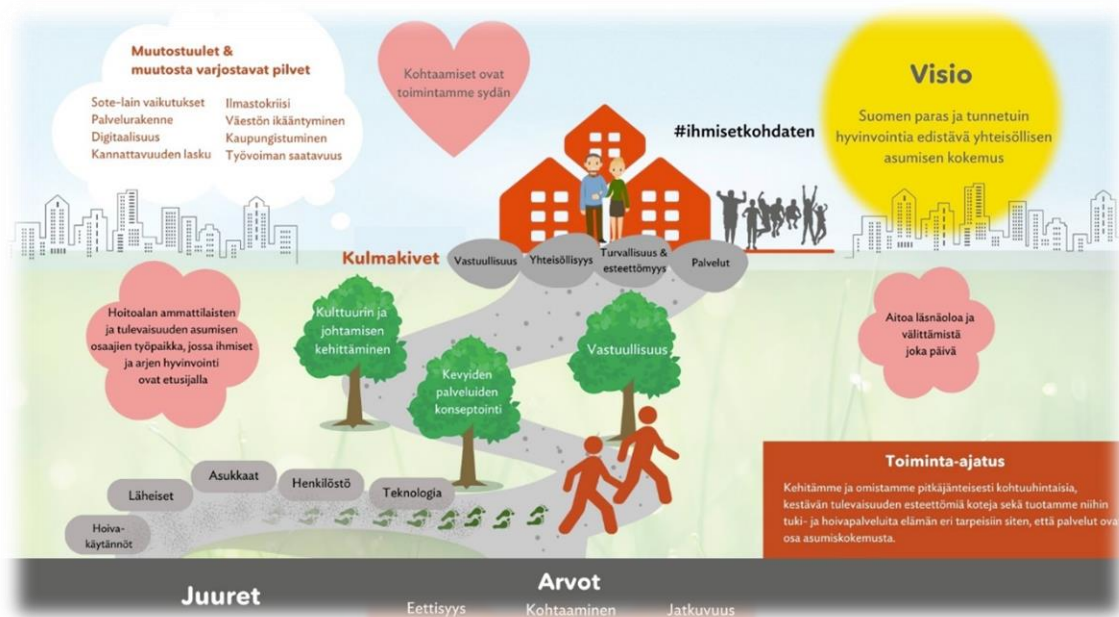 Muutostuulet &
muutosta varjostavat pilvet
Sote-lain vaikutukset
Palvelurakenne
Digitaalisuus
Kannattavuuden lasku
Ilmastokriisi
Väestön ikääntyminen
Kaupungistuminen
Työvoiman saatavuus
Kohtaamiset ovat
toimintamme sydän
#ihmisetkohdaten
Visio
Suomen paras ja tunnetuin
hyvinvointia edistävä yhteisöllisen
asumisen kokemus
Kulmakivet
Vastuullisuus
Yhteisöllisyys
Turvallisuus &
esteettömyys
Palvelut
Hoitoalan ammattilaisten
ja tulevaisuuden asumisen
osaajien työpaikka, jossa ihmiset
ja arjen hyvinvointi
ovat etusijalla
Kulttuurin ja
johtamisen
kehittäminen
Kevyiden
palveluiden
konseptointi
Vastuullisuus
Aitoa läsnäoloa ja
välittämistä
joka päivä
Hoiva-
käytännöt
Läheiset
Asukkaat
Henkilöstö
Teknologia
Toiminta-ajatus
Kehitämme ja omistamme pitkäjänteisesti kohtuuhintaisia,
kestävän tulevaisuuden esteettömiä koteja sekä tuotamme niihin
tuki- ja hoivapalveluita elämän eri tarpeisiin siten, että palvelut ova
osa asumiskokemusta.
Juuret
Arvot
Eettisyys
Kohtaaminen
Jatkuvuus